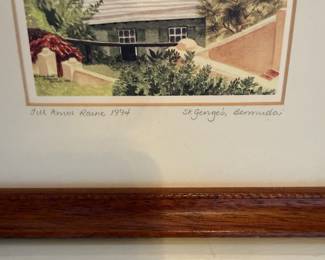 Jill Amos Raine 1994
St. George's, Bermuda